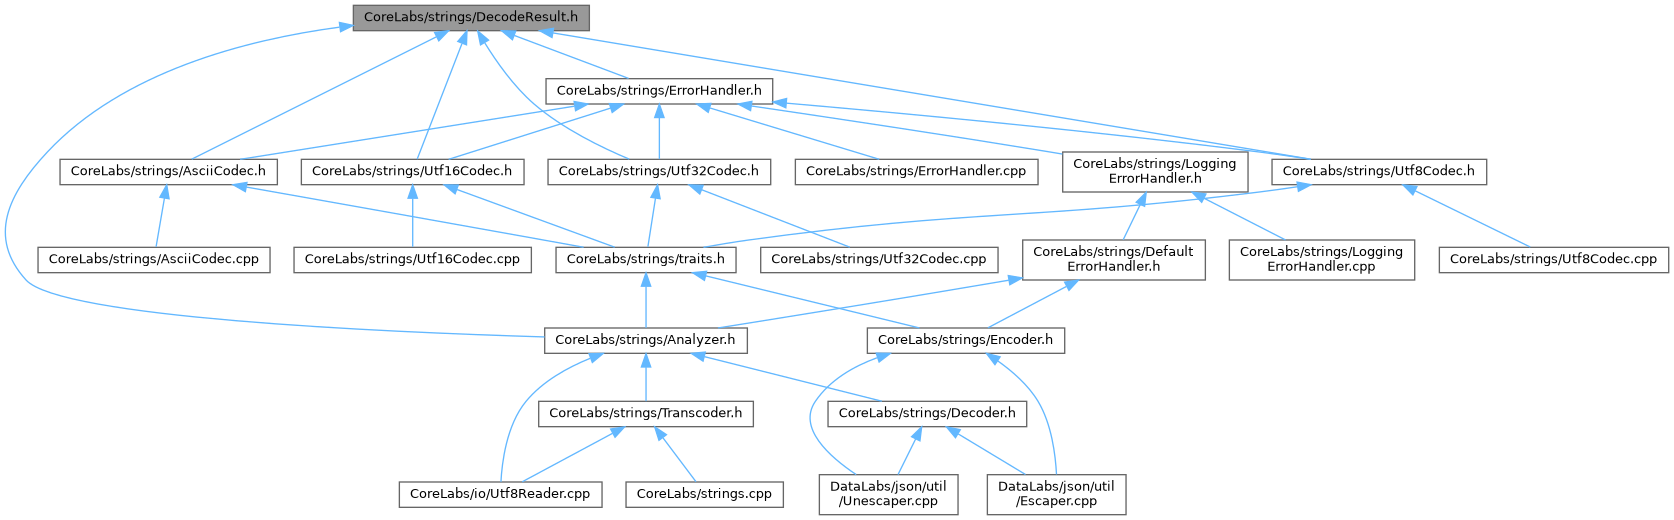 CoreLabs/strings/DecodeResult.h
CoreLabs/strings/ErrorHandler.h
CoreLabs/strings/AsciiCodec.h
CoreLabs/strings/Utf16Codec.h
CoreLabs/strings/Utf32Codec.h
CoreLabs/strings/ErrorHandler.cpp
CoreLabs/strings/Logging
ErrorHandler.h
CoreLabs/strings/Utf8Codec.h
CoreLabs/strings/AsciiCodec.cpp
CoreLabs/strings/Utf16Codec.cpp
CoreLabs/strings/traits.h
CoreLabs/strings/Utf32Codec.cpp
CoreLabs/strings/Default
ErrorHandler.h
CoreLabs/strings/Logging
ErrorHandler.cpp
CoreLabs/strings/Utf8Codec.cpp
CoreLabs/strings/Analyzer.h
CoreLabs/strings/Encoder.h
CoreLabs/strings/Transcoder.h
CoreLabs/strings/Decoder.h
CoreLabs/io/Utf8Reader.cpp
CoreLabs/strings.cpp
DataLabs/json/util
/Unescaper.cpp
DataLabs/json/util
/Escaper.cpp